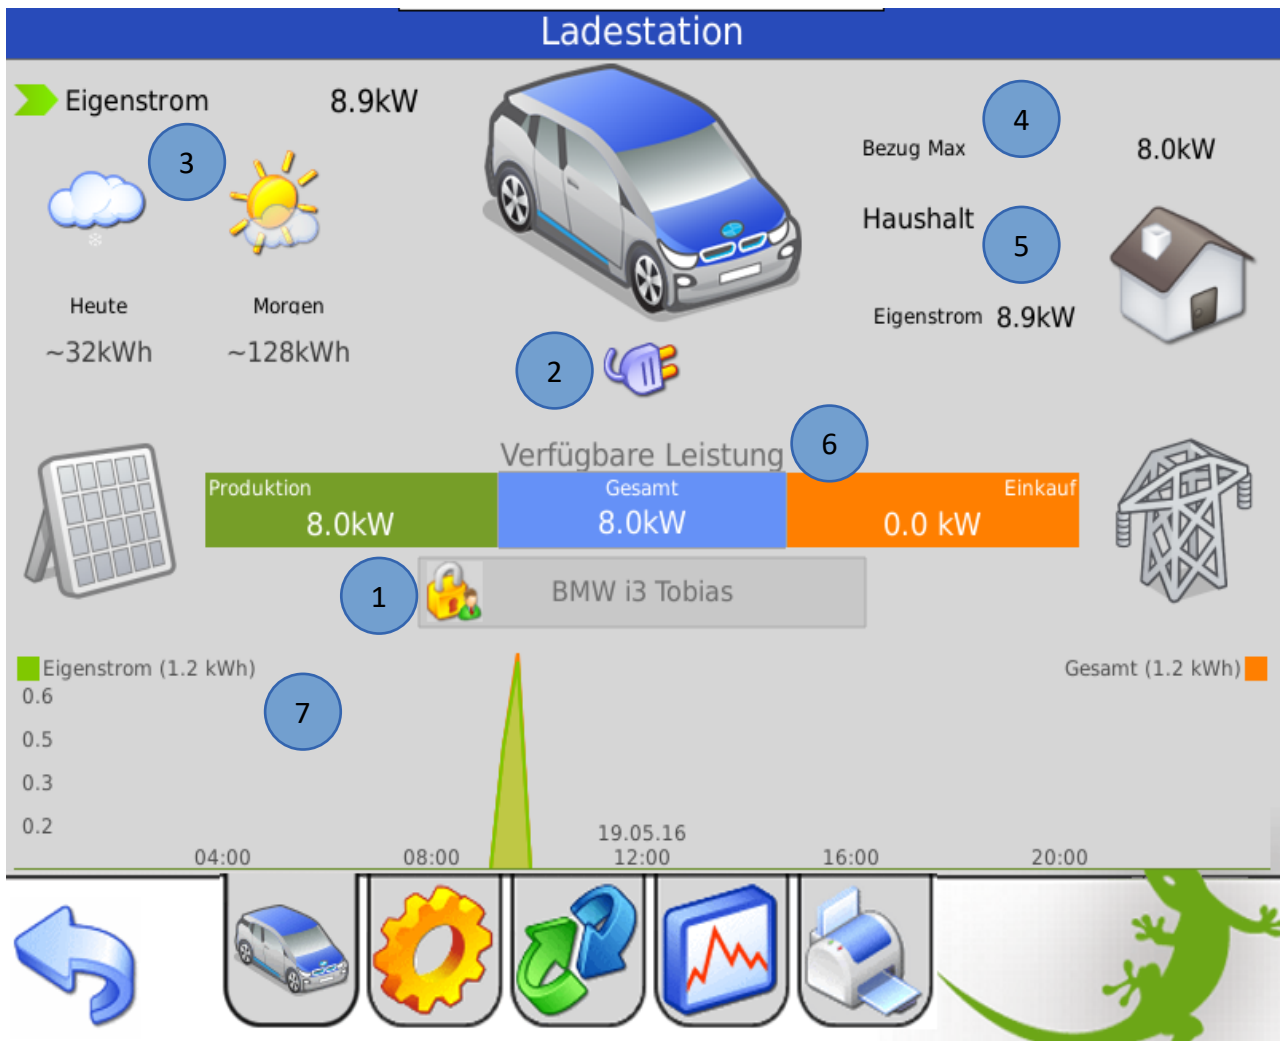 Ladestation
Eigenstrom 8.9kW
3
4
Bezug Max 8.0kW
Haushalt
5
Heute Morgen
Eigenstrom 8.9kW
~32kWh ~128kWh
2
Verfügbare Leistung
6
Produktion Gesamt Einkauf
8.0kW 8.0kW 0.0 kW
1
BMW i3 Tobias
Eigenstrom (1.2 kWh) Gesamt (1.2 kWh)
0.6
7
0.5
0.3
0.2
19.05.16
04:00 08:00 12:00 16:00 20:00